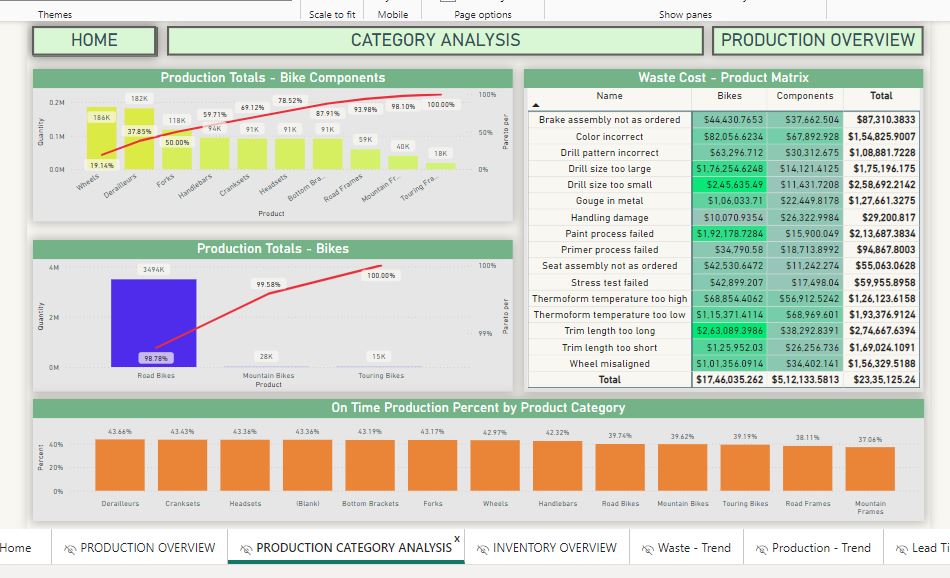 Themes
Scale to fit
Mobile
Page options
Show panes
HOME
CATEGORY ANALYSIS
PRODUCTION OVERVIEW
Production Totals - Bike Components
0.2M
0.1M
0.0M
Quantity
186K
182K
118K
94K
91K
91K
91K
59K
40K
18K
19.14%
37.85%
50.00%
59.71%
69.12%
78.52%
87.91%
93.98%
98.10%
100.00%
100%
50%
0%
Pareto per
Wheels
Derailleurs
Forks
Handlebars
Cranksets
Headsets
Bottom Bra...
Road Frames
Mountain Fr...
Touring Fra...
Product
Waste Cost - Product Matrix
Name Bikes Components Total
Brake assembly not as ordered $44,430.7653 $37,662.504 $87,310.3833
Color incorrect $82,056.6234 $67,892.928 $1,54,825.9007
Drill pattern incorrect $63,296.712 $30,312.675 $1,08,881.7228
Drill size too large $1,76,254.6248 $14,121.4125 $1,75,196.175
Drill size too small $2,45,635.49 $11,431.7208 $2,58,692.2142
Gouge in metal $1,06,033.71 $22,449.8178 $1,27,661.3275
Handling damage $10,070.9354 $26,322.9984 $29,200.817
Paint process failed $1,92,178.7284 $15,900.049 $2,13,687.3834
Primer process failed $34,790.58 $18,713.8992 $94,867.8003
Seat assembly not as ordered $42,530.6472 $11,242.274 $55,063.0628
Stress test failed $42,899.207 $17,498.04 $59,955.8958
Thermoform temperature too high $68,854.4062 $56,912.5242 $1,26,123.6158
Thermoform temperature too low $1,15,371.4114 $68,969.601 $1,93,376.9124
Trim length too long $2,63,089.3986 $38,292.8391 $2,74,667.6394
Trim length too short $1,25,952.03 $26,256.736 $1,69,024.1091
Wheel misaligned $1,01,356.0914 $34,402.141 $1,56,329.5188
Total $17,46,035.262 $5,12,133.5813 $23,35,125.24
Production Totals - Bikes
4M
2M
0M
Quantity
3494K
28K
15K
98.78%
99.58%
100.00%
100%
99%
Pareto per
Road Bikes
Mountain Bikes
Touring Bikes
Product
On Time Production Percent by Product Category
Percent
40%
20%
0%
43.66% 43.43% 43.36% 43.36% 43.19% 43.17% 42.97% 42.32% 39.74% 39.62% 39.19% 38.11% 37.06%
Derailleurs Cranksets Headsets (Blank) Bottom Brackets Forks Wheels Handlebars Road Bikes Mountain Bikes Touring Bikes Road Frames Mountain
Frames
Home
PRODUCTION OVERVIEW
PRODUCTION CATEGORY ANALYSIS
x
INVENTORY OVERVIEW
Waste - Trend
Production - Trend
Lead Ti